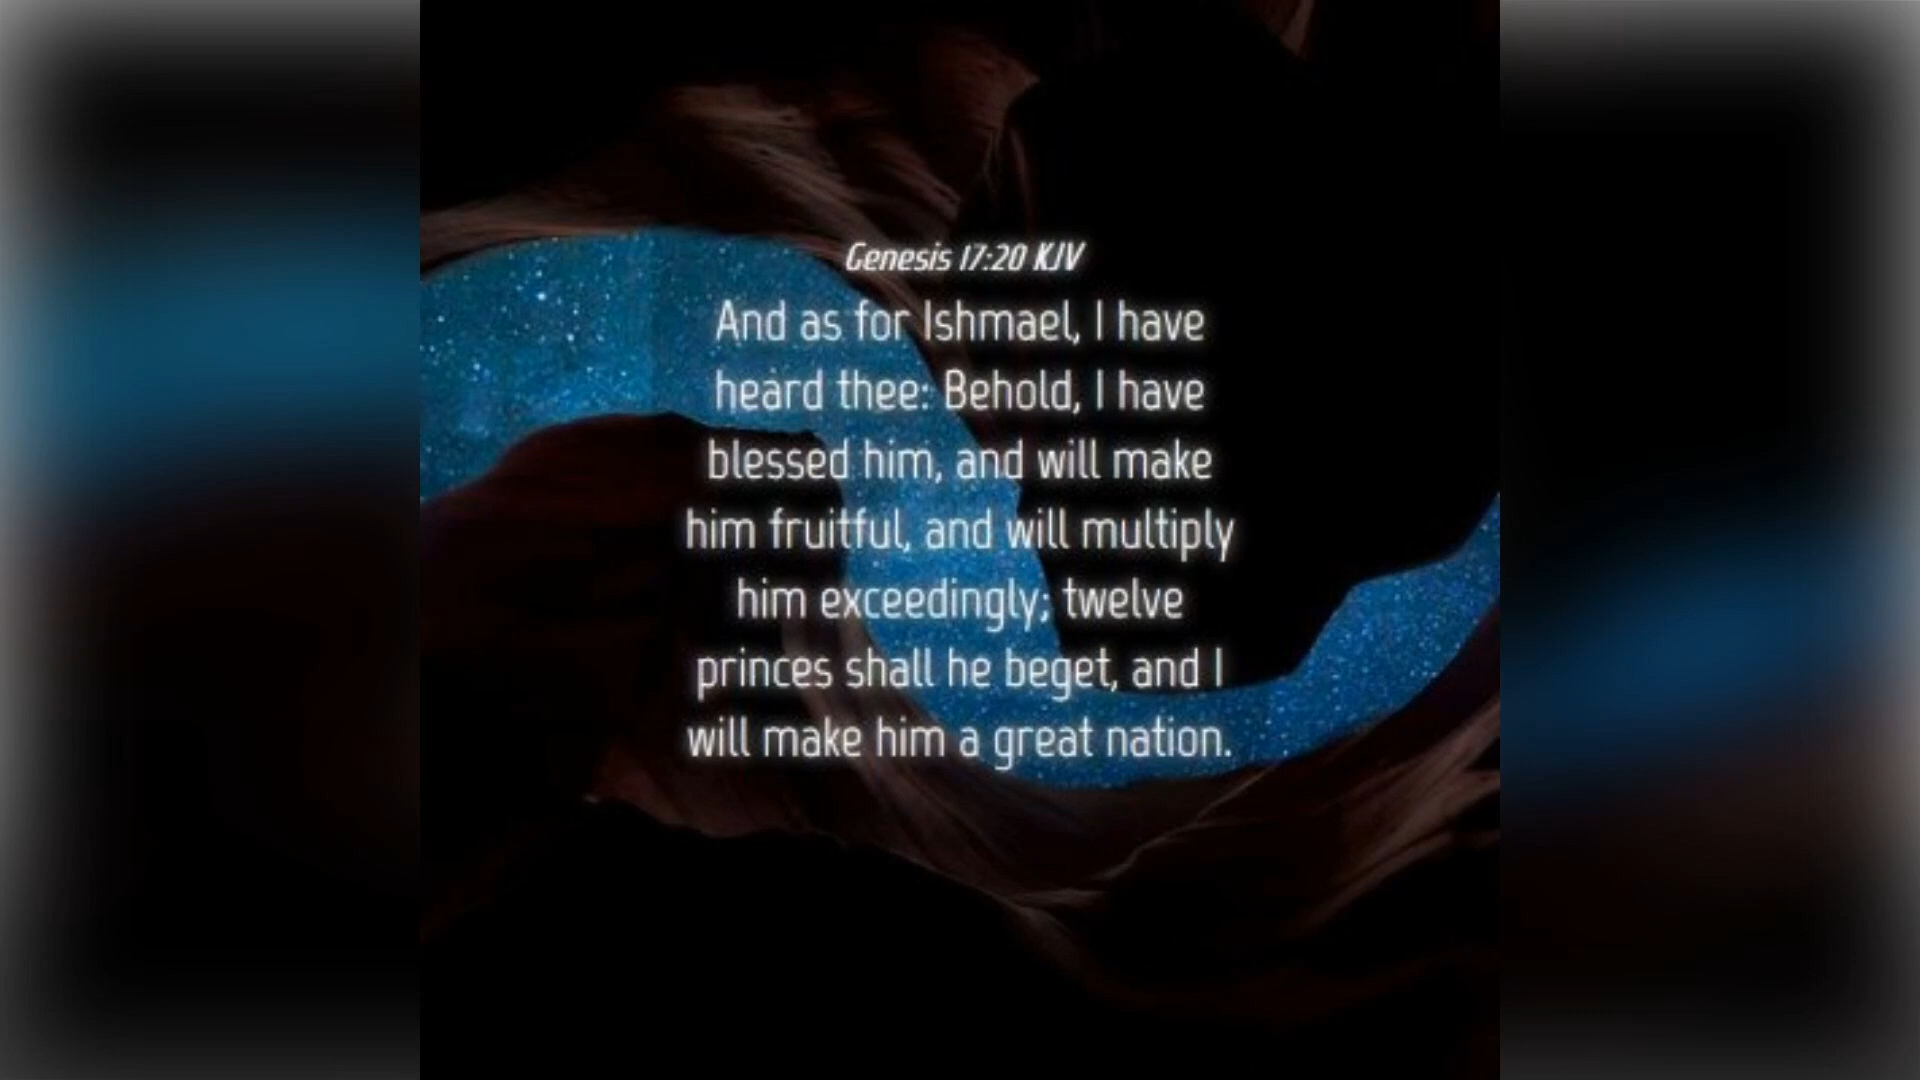 Genesis 17:20 KJV
And as for Ishmael, I have
heard thee: Behold, I have
blessed him, and will make
him fruitful, and will multiply
him exceedingly; twelve
princes shall he beget, and I
will make him a great nation.